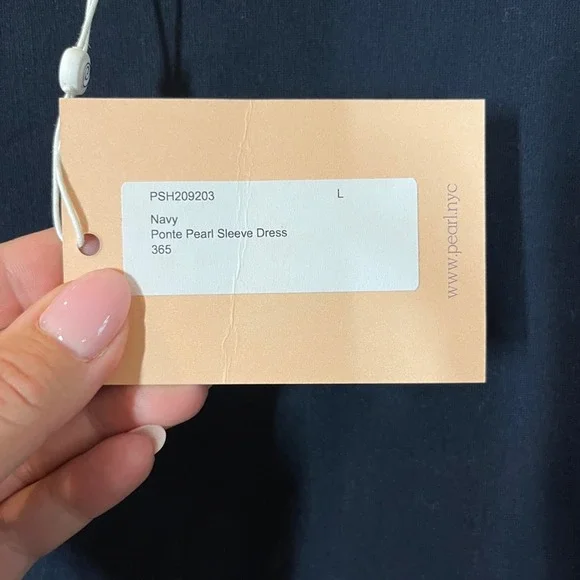 PSH209203 L
Navy
Ponte Pearl Sleeve Dress
365
www.pearl.nyc